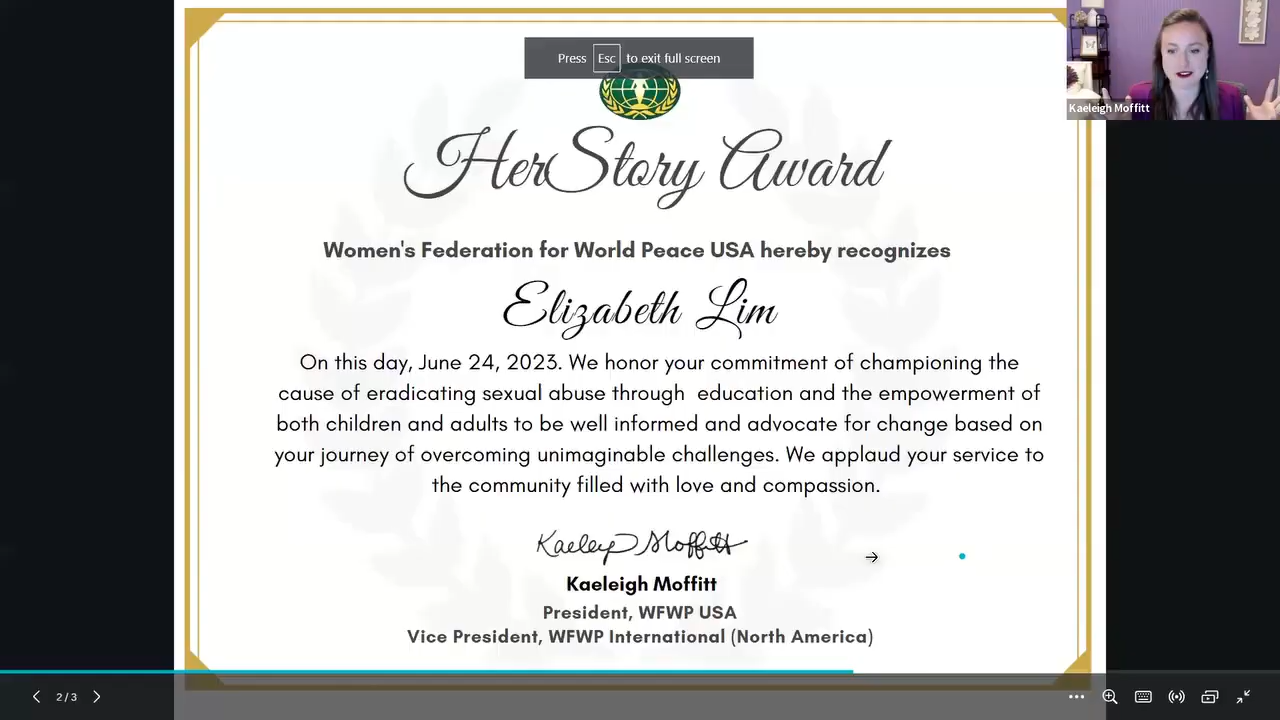 Press Esc to exit full screen
Kaeleigh Moffitt
HerStory Award
Women's Federation for World Peace USA hereby recognizes
Elizabeth Lim
On this day, June 24, 2023. We honor your commitment of championing the
cause of eradicating sexual abuse through  education and the empowerment of
both children and adults to be well informed and advocate for change based on
your journey of overcoming unimaginable challenges. We applaud your service to
the community filled with love and compassion.
Kaeleigh Moffitt
Kaeleigh Moffitt
President, WFWP USA
Vice President, WFWP International (North America)
2/3